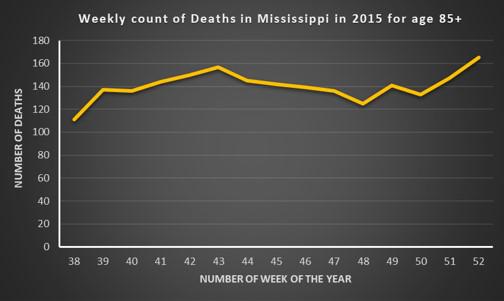 Weekly count of Deaths in Mississippi in 2015 for age 85+
180
160
140
120
100
80
60
40
20
0
NUMBER OF DEATHS
38 39 40 41 42 43 44 45 46 47 48 49 50 51 52
NUMBER OF WEEK OF THE YEAR